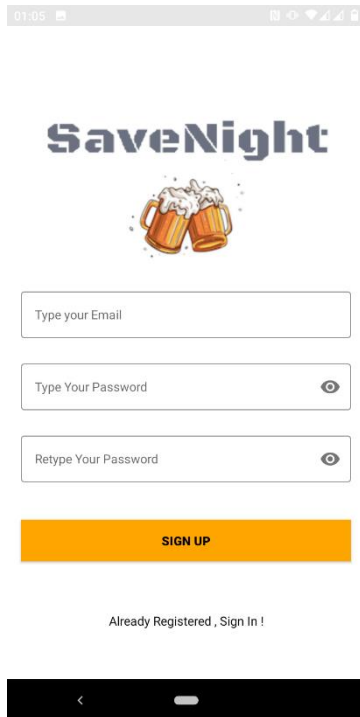 01:05
SaveNight
Type your Email
Type Your Password
Retype Your Password
SIGN UP
Already Registered , Sign In !